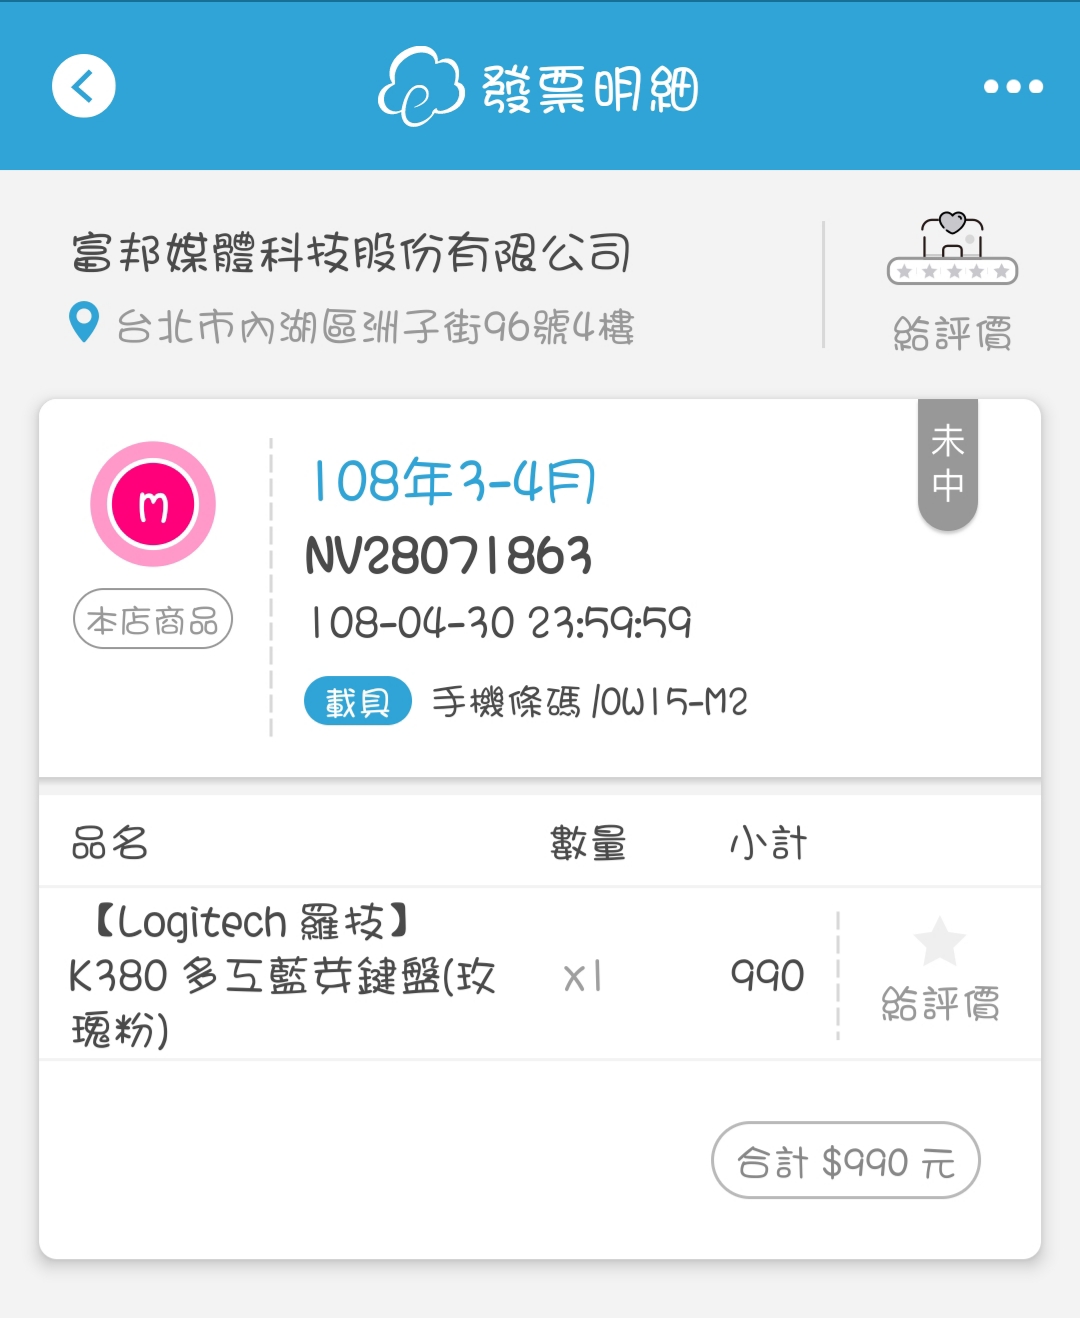 發票明細
富邦媒體科技股份有限公司
台北市內湖區洲子街96號4樓
給評價
未中
m
本店商品
108年3-4月
NV28071863
108-04-30 23:59:59
載具 手機條碼 /0W15-M2
品名 數量 小計
【Logitech 羅技】
K380 多工藍芽鍵盤(玫
瑰粉)
x1
990
給評價
合計 $990 元